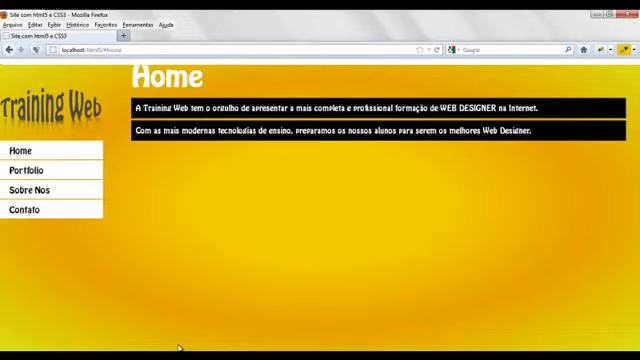 Site com html5 e CSS3 - Mozilla Firefox
Arquivo Editar Exibir Histórico Favoritos Ferramentas Ajuda
Site com html5 e CSS3
localhost/html5/#home
Google
Home
Training Web
A Training Web tem o orgulho de apresentar a mais completa e profissional formação de WEB DESIGNER na Internet.
Com as mais modernas tecnologias de ensino, preparamos os nossos alunos para serem os melhores Web Designer.
Home
Portfolio
Sobre Nos
Contato